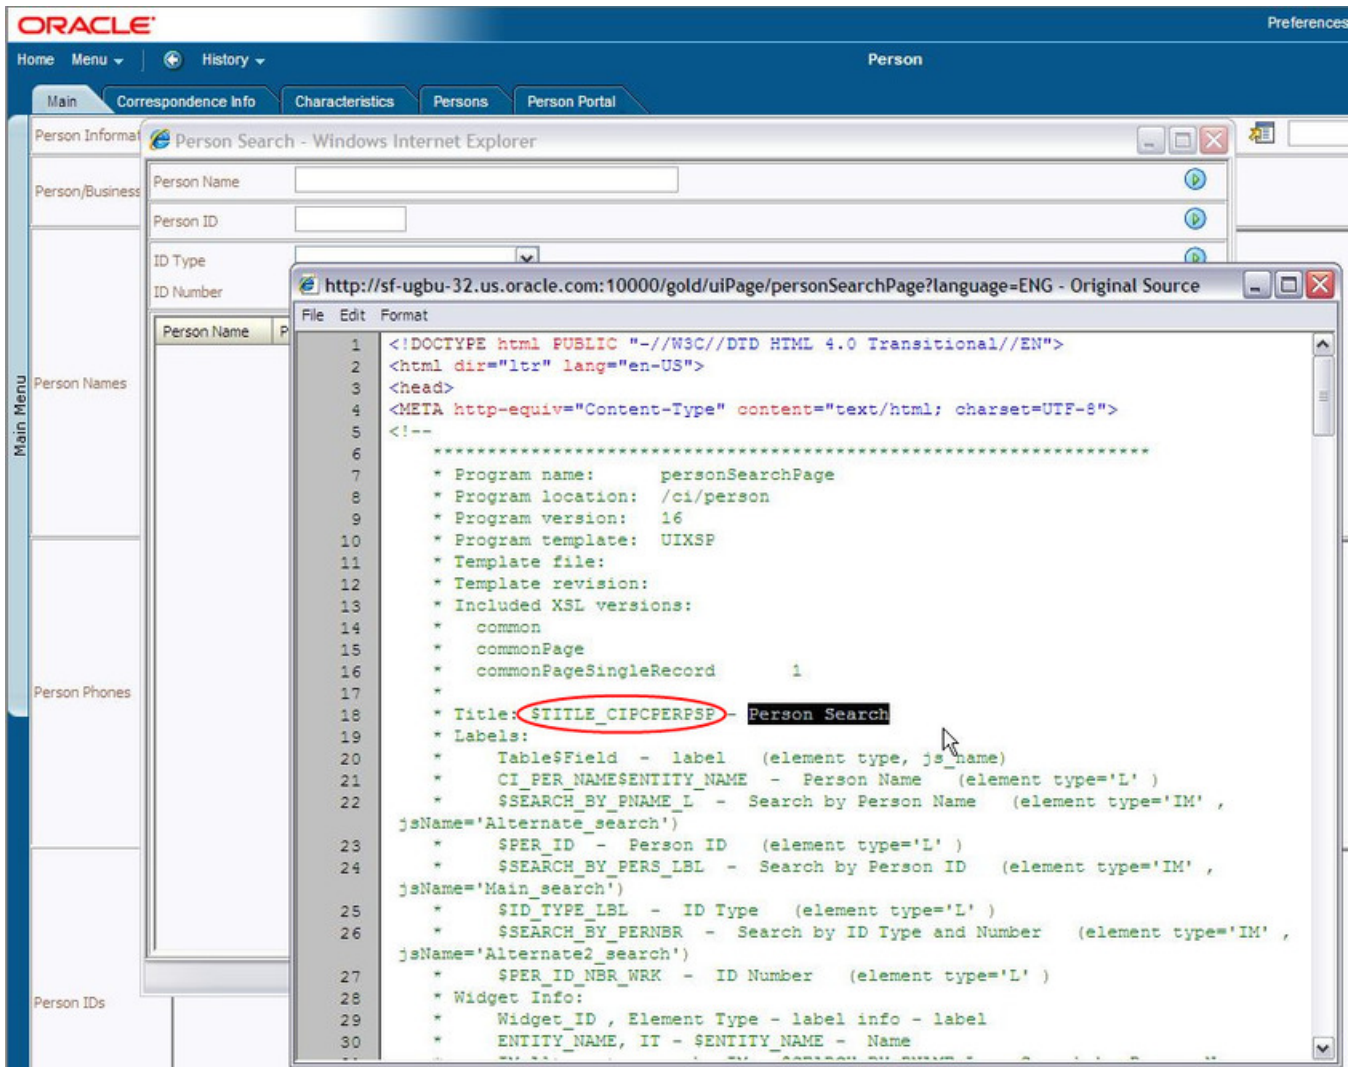 ORACLE
Preferences
Home Menu History Person
Main Correspondence Info Characteristics Persons Person Portal
Person Informat
Person Search - Windows Internet Explorer
Person/Business
Person Name
Person ID
ID Type
ID Number
Person Name P
Main Menu
Person Names
Person Phones
Person IDs
http://sf-ugbu-32.us.oracle.com:10000/gold/uiPage/personSearchPage?language=ENG - Original Source
File Edit Format
1 <!DOCTYPE html PUBLIC "-//W3C//DTD HTML 4.0 Transitional//EN">
2 <html dir="ltr" lang="en-US">
3 <head>
4 <META http-equiv="Content-Type" content="text/html; charset=UTF-8">
5 <!--
6 ******************************************************************
7 * Program name: personSearchPage
8 * Program location: /ci/person
9 * Program version: 16
10 * Program template: UIXSP
11 * Template file:
12 * Template revision:
13 * Included XSL versions:
14 * common
15 * commonPage
16 * commonPageSingleRecord 1
17 *
18 * Title: $TITLE_CIPCPERPSP - Person Search
19 * Labels:
20 * Table$Field - label (element type, js_name)
21 * CI_PER_NAME$ENTITY_NAME - Person Name (element type='L' )
22 * $SEARCH_BY_PNAME_L - Search by Person Name (element type='IM' ,
jsName='Alternate_search')
23 * $PER_ID - Person ID (element type='L' )
24 * $SEARCH_BY_PERS_LBL - Search by Person ID (element type='IM' ,
jsName='Main_search')
25 * $ID_TYPE_LBL - ID Type (element type='L' )
26 * $SEARCH_BY_PERNBR - Search by ID Type and Number (element type='IM' ,
jsName='Alternate2_search')
27 * $PER_ID_NBR_WRK - ID Number (element type='L' )
28 * Widget Info:
29 * Widget_ID , Element Type - label info - label
30 * ENTITY_NAME, IT - $ENTITY_NAME - Name